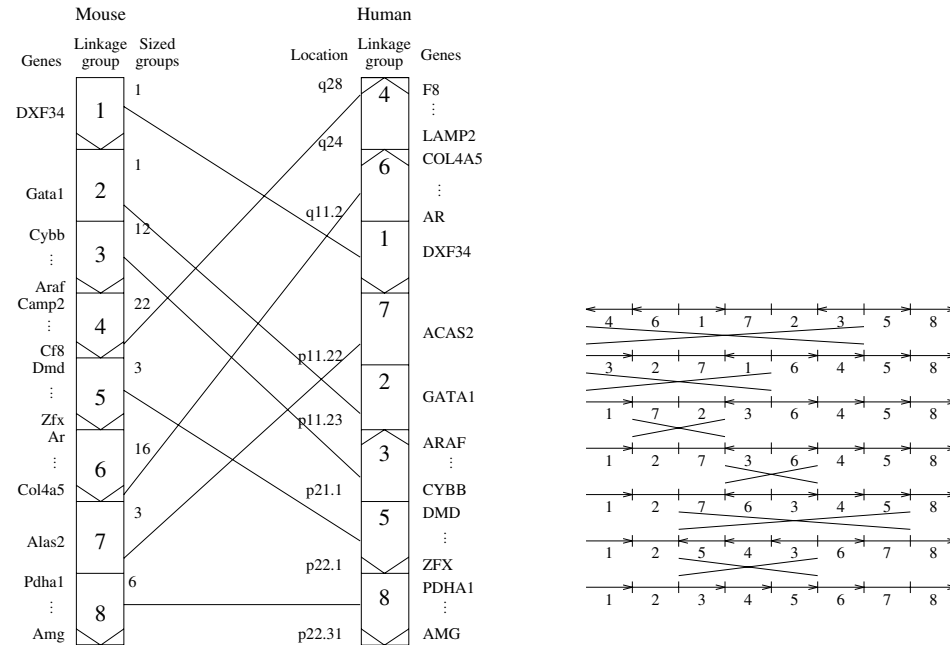 Mouse Human
Linkage Sized Location Linkage
Genes group groups group Genes
1 q28 F8
1 4 ⋮
DXF34 q24 LAMP2
1 COL4A5
2 6 ⋮
Gata1 q11.2 AR
Cybb 12
⋮ 3 1 DXF34
Araf
Camp2 22 7
⋮ 4 ACAS2
Cf8 p11.22
Dmd 3
⋮ 5 2 GATA1
Zfx p11.23
Ar 16 ARAF
⋮ 6 3 ⋮
Col4a5 p21.1 CYBB
3 DMD
Alas2 7 5 ⋮
p22.1 ZFX
Pdha1 6 PDHA1
⋮ 8 8 ⋮
Amg p22.31 AMG
4 6 1 7 2 3 5 8
3 2 7 1 6 4 5 8
1 7 2 3 6 4 5 8
1 2 7 3 6 4 5 8
1 2 7 6 3 4 5 8
1 2 5 4 3 6 7 8
1 2 3 4 5 6 7 8